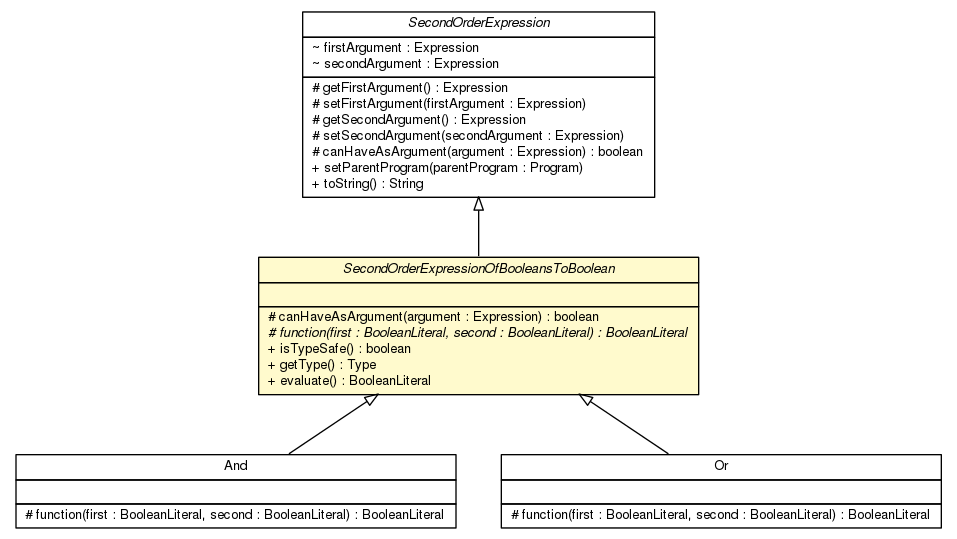 SecondOrderExpression
~ firstArgument : Expression
~ secondArgument : Expression
# getFirstArgument() : Expression
# setFirstArgument(firstArgument : Expression)
# getSecondArgument() : Expression
# setSecondArgument(secondArgument : Expression)
# canHaveAsArgument(argument : Expression) : boolean
+ setParentProgram(parentProgram : Program)
+ toString() : String
SecondOrderExpressionOfBooleansToBoolean
# canHaveAsArgument(argument : Expression) : boolean
# function(first : BooleanLiteral, second : BooleanLiteral) : BooleanLiteral
+ isTypeSafe() : boolean
+ getType() : Type
+ evaluate() : BooleanLiteral
And
# function(first : BooleanLiteral, second : BooleanLiteral) : BooleanLiteral
Or
# function(first : BooleanLiteral, second : BooleanLiteral) : BooleanLiteral